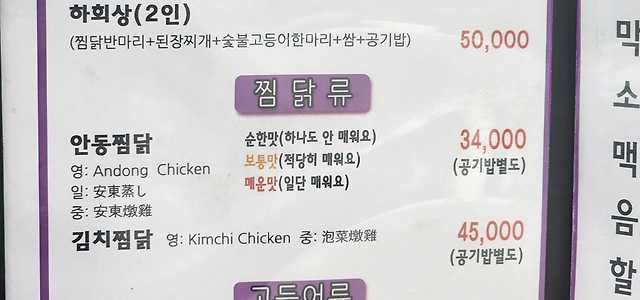 하회상(2인)
(찜닭반마리+된장찌개+숯불고등어한마리+쌈+공기밥) 50,000
찜 닭 류
안동찜닭 순한맛(하나도 안 매워요) 34,000
영: Andong Chicken 보통맛(적당히 매워요) (공기밥별도)
일: 安東蒸し 매운맛(일단 매워요)
중: 安東燉雞
김치찜닭 영: Kimchi Chicken 중: 泡菜燉雞 45,000
(공기밥별도)
고등어류
막
소
맥
음
할